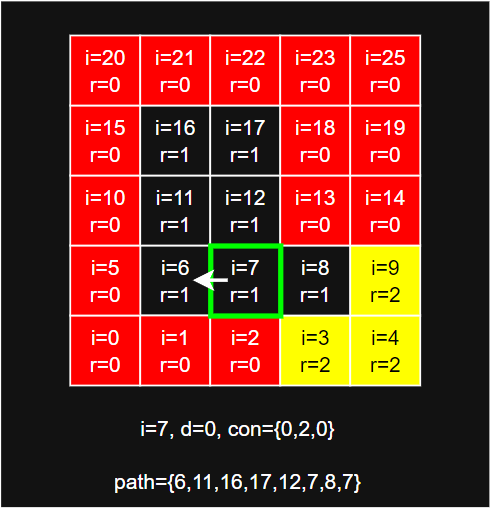 i=20 i=21 i=22 i=23 i=25
r=0 r=0 r=0 r=0 r=0
i=15 i=16 i=17 i=18 i=19
r=0 r=1 r=1 r=0 r=0
i=10 i=11 i=12 i=13 i=14
r=0 r=1 r=1 r=0 r=0
i=5 i=6 i=7 i=8 i=9
r=0 r=1 r=1 r=1 r=2
i=0 i=1 i=2 i=3 i=4
r=0 r=0 r=0 r=2 r=2
i=7, d=0, con={0,2,0}
path={6,11,16,17,12,7,8,7}